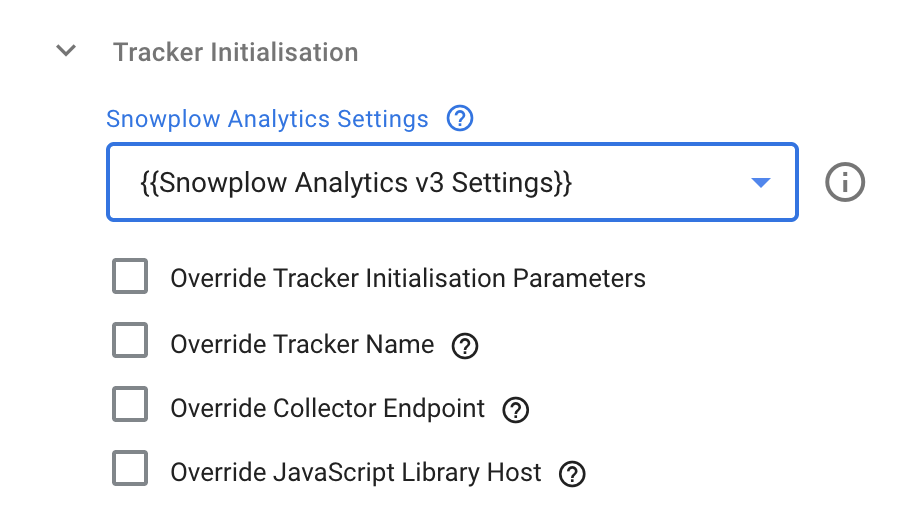 Tracker Initialisation
Snowplow Analytics Settings
{{Snowplow Analytics v3 Settings}}
Override Tracker Initialisation Parameters
Override Tracker Name
Override Collector Endpoint
Override JavaScript Library Host